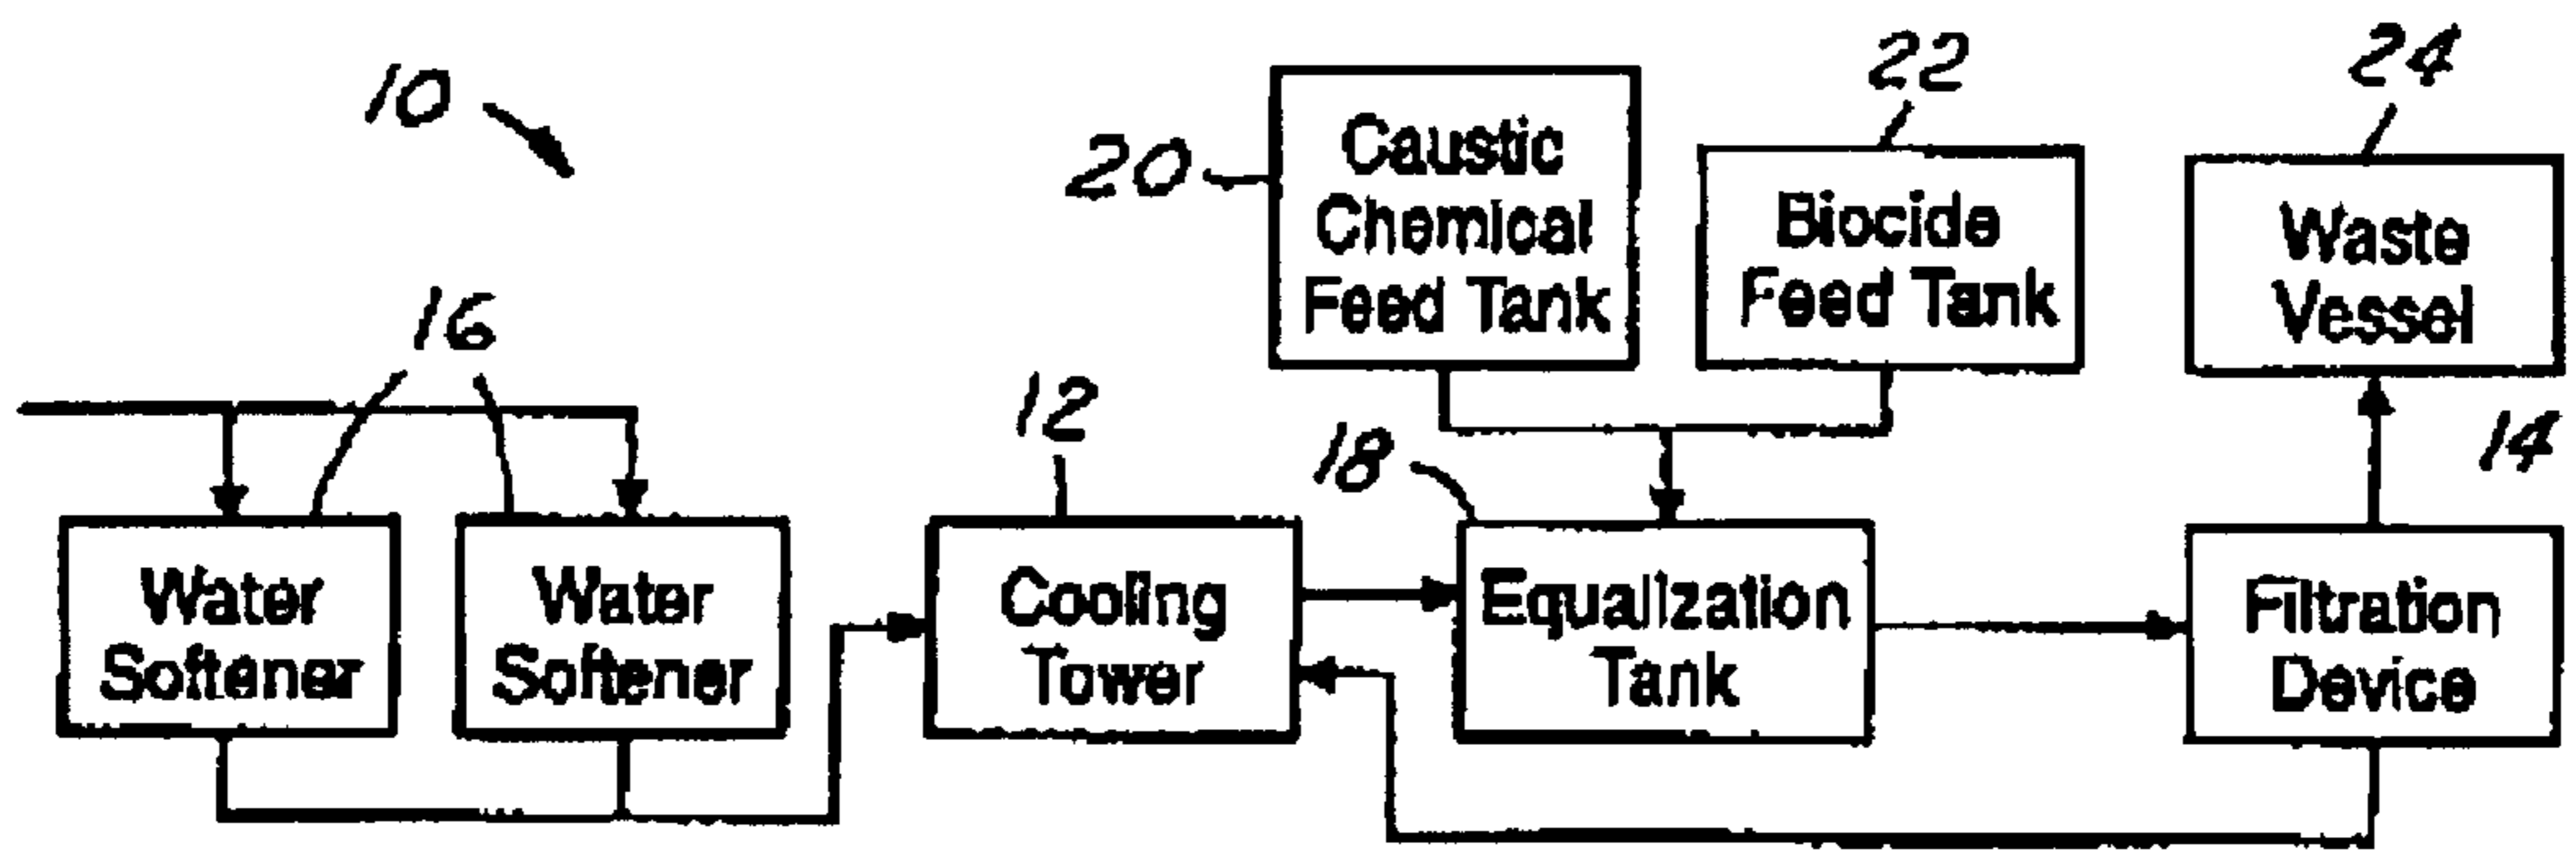 10
20
Caustic
Chemical
Feed Tank
22
Biocide
Feed Tank
24
Waste
Vessel
16
12
18
14
Water
Softener
Water
Softener
Cooling
Tower
Equalization
Tank
Filtration
Device